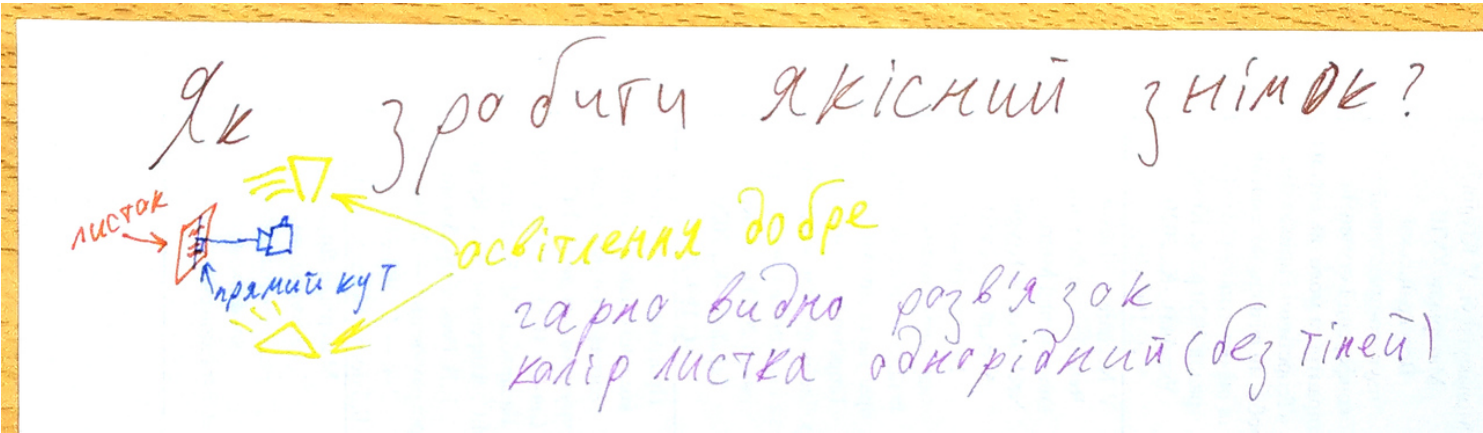 Як зробити якісний знімок?
листок
прямий кут
освітлення добре
гарно видно розв'язок
колір листка однорідний (без тіней)